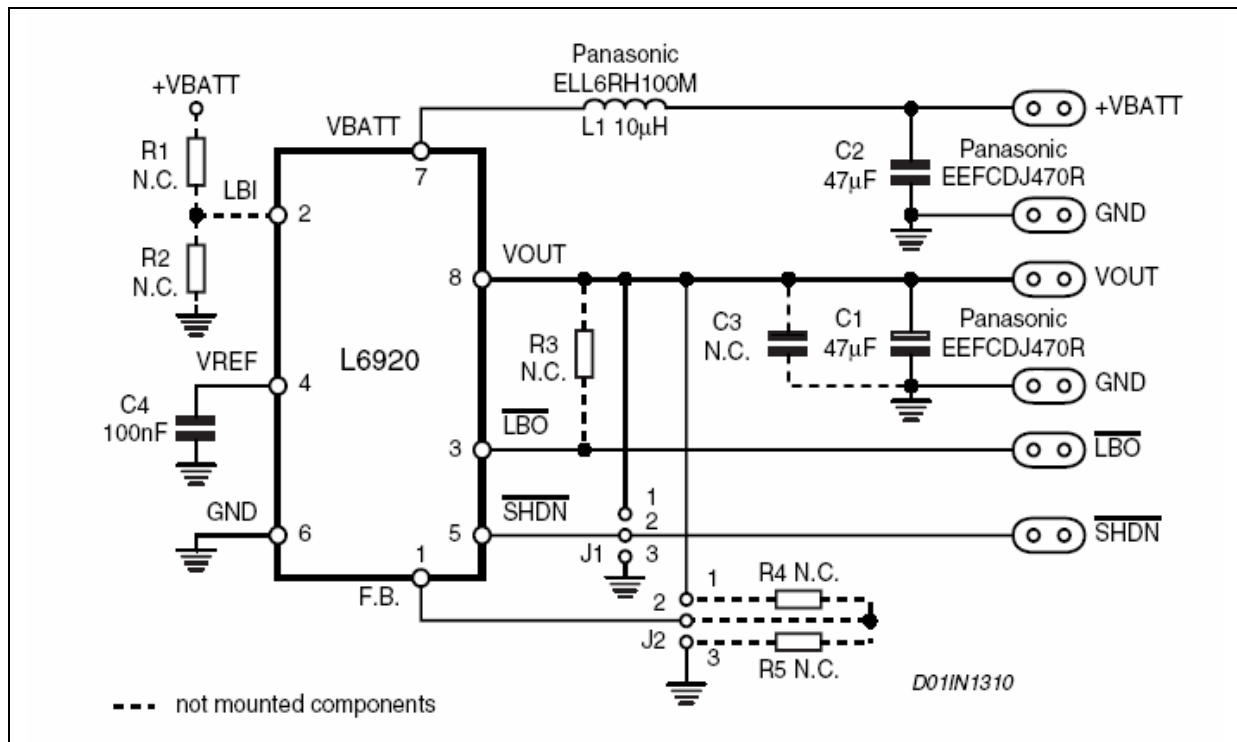 Panasonic
ELL6RH100M
L1 10μH
+VBATT
R1
N.C.
LBI
R2
N.C.
VBATT
7
2
+VBATT
C2
47μF
Panasonic
EEFCDJ470R
GND
VOUT
8
VOUT
R3
N.C.
C3
N.C.
C1
47μF
Panasonic
EEFCDJ470R
GND
VREF
4
L6920
C4
100nF
LBO
3
LBO
GND
6
SHDN
5
1
2
J1
3
SHDN
1
F.B.
1
2
J2
3
R4 N.C.
R5 N.C.
D01IN1310
not mounted components